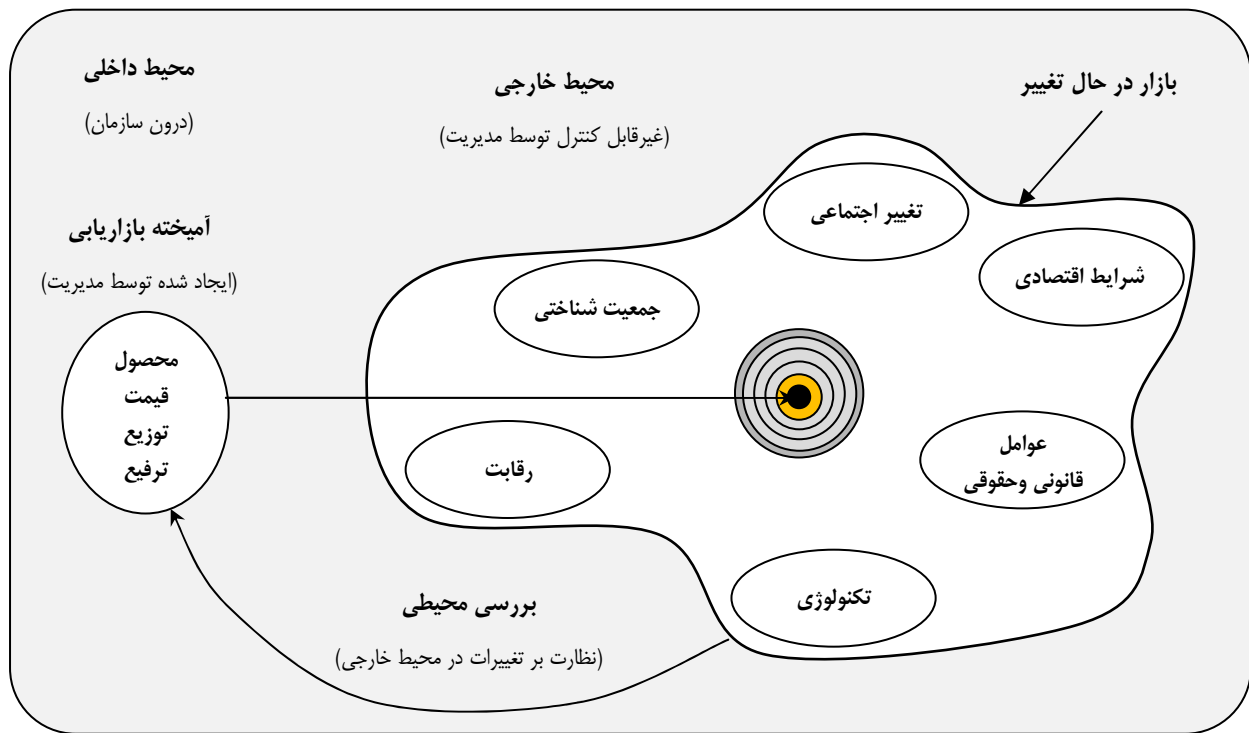 بازار در حال تغییر
محیط خارجی
(غیرقابل کنترل توسط مدیریت)
محیط داخلی
(درون سازمان)
آمیخته بازاریابی
(ایجاد شده توسط مدیریت)
محصول
قیمت
توزیع
ترفیع
تغییر اجتماعی
شرایط اقتصادی
جمعیت شناختی
رقابت
عوامل
قانونی وحقوقی
تکنولوژی
بررسی محیطی
(نظارت بر تغییرات در محیط خارجی)